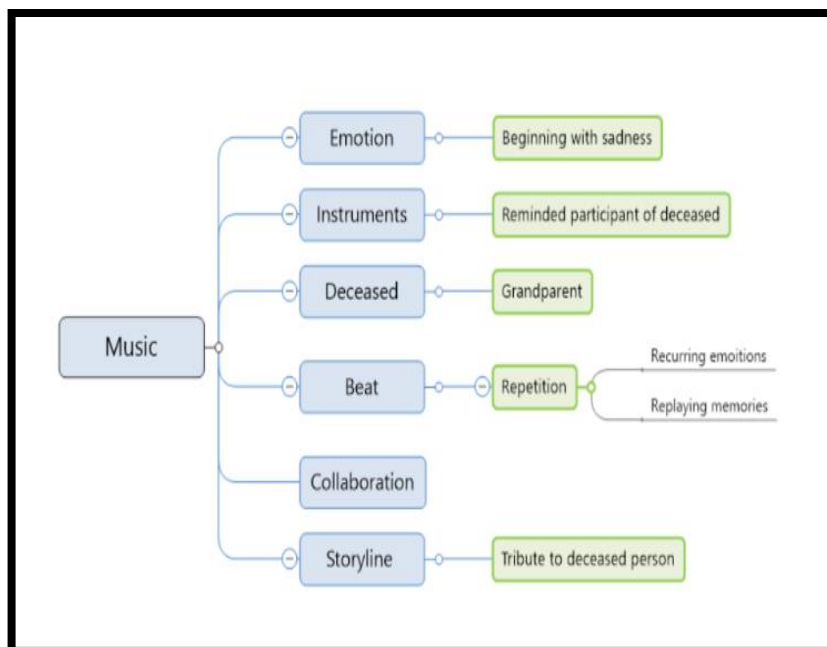 Music
Emotion
Beginning with sadness
Instruments
Reminded participant of deceased
Deceased
Grandparent
Beat
Repetition
Recurring emoitions
Replaying memories
Collaboration
Storyline
Tribute to deceased person